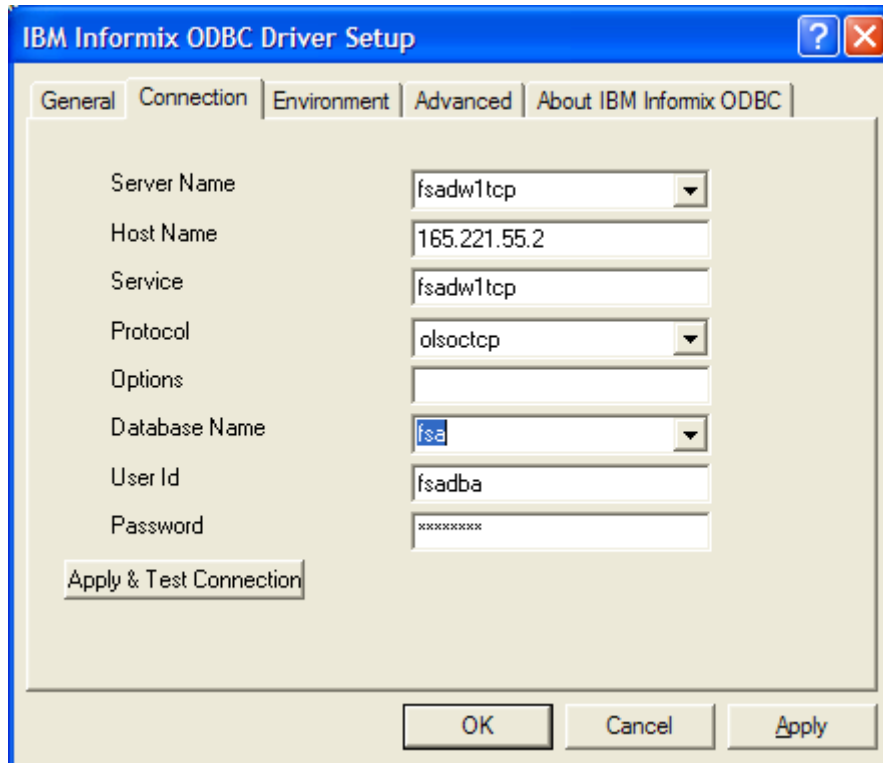 IBM Informix ODBC Driver Setup
General Connection Environment Advanced About IBM Informix ODBC
Server Name fsadw1tcp
Host Name 165.221.55.2
Service fsadw1tcp
Protocol olsoctcp
Options
Database Name fsa
User Id fsadba
Password ********
Apply & Test Connection
OK Cancel Apply